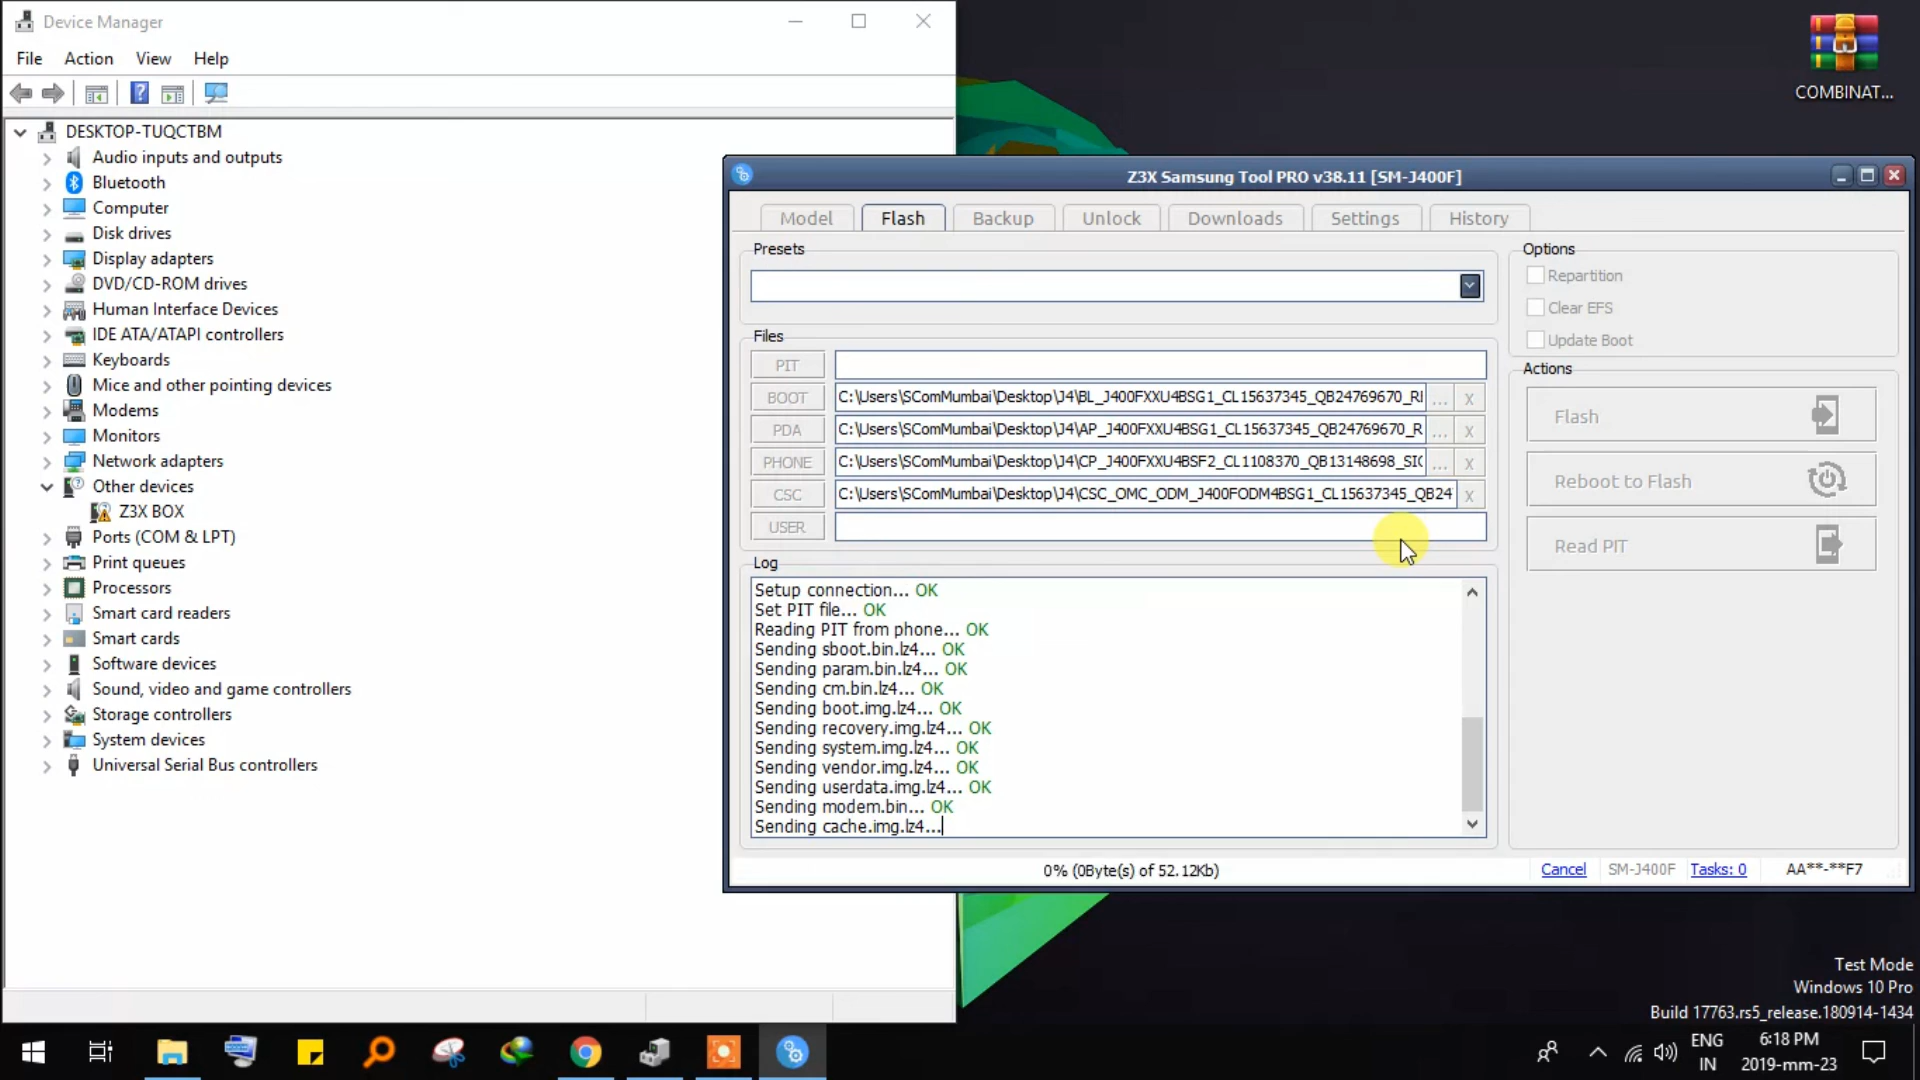 Device Manager
File Action View Help
DESKTOP-TUQCTBM
Audio inputs and outputs
Bluetooth
Computer
Disk drives
Display adapters
DVD/CD-ROM drives
Human Interface Devices
IDE ATA/ATAPI controllers
Keyboards
Mice and other pointing devices
Modems
Monitors
Network adapters
Other devices
Z3X BOX
Ports (COM & LPT)
Print queues
Processors
Smart card readers
Smart cards
Software devices
Sound, video and game controllers
Storage controllers
System devices
Universal Serial Bus controllers
COMBINAT...
Z3X Samsung Tool PRO v38.11 [SM-J400F]
Model Flash Backup Unlock Downloads Settings History
Presets
Files
PIT
BOOT C:\Users\SComMumbai\Desktop\J4\BL_J400FXXU4BSG1_CL15637345_QB24769670_R ... x
PDA C:\Users\SComMumbai\Desktop\J4\AP_J400FXXU4BSG1_CL15637345_QB24769670_R ... x
PHONE C:\Users\SComMumbai\Desktop\J4\CP_J400FXXU4BSF2_CL1108370_QB13148698_SI ... x
CSC C:\Users\SComMumbai\Desktop\J4\CSC_OMC_ODM_J400FODM4BSG1_CL15637345_QB24 x
USER
Log
Setup connection... OK
Set PIT file... OK
Reading PIT from phone... OK
Sending sboot.bin.lz4... OK
Sending param.bin.lz4... OK
Sending cm.bin.lz4... OK
Sending boot.img.lz4... OK
Sending recovery.img.lz4... OK
Sending system.img.lz4... OK
Sending vendor.img.lz4... OK
Sending userdata.img.lz4... OK
Sending modem.bin... OK
Sending cache.img.lz4...
Options
Repartition
Clear EFS
Update Boot
Actions
Flash
Reboot to Flash
Read PIT
0% (0Byte(s) of 52.12Kb) Cancel SM-J400F Tasks: 0 AA**-**F7
Test Mode
Windows 10 Pro
Build 17763.rs5_release.180914-1434
ENG
IN
6:18 PM
2019-mm-23